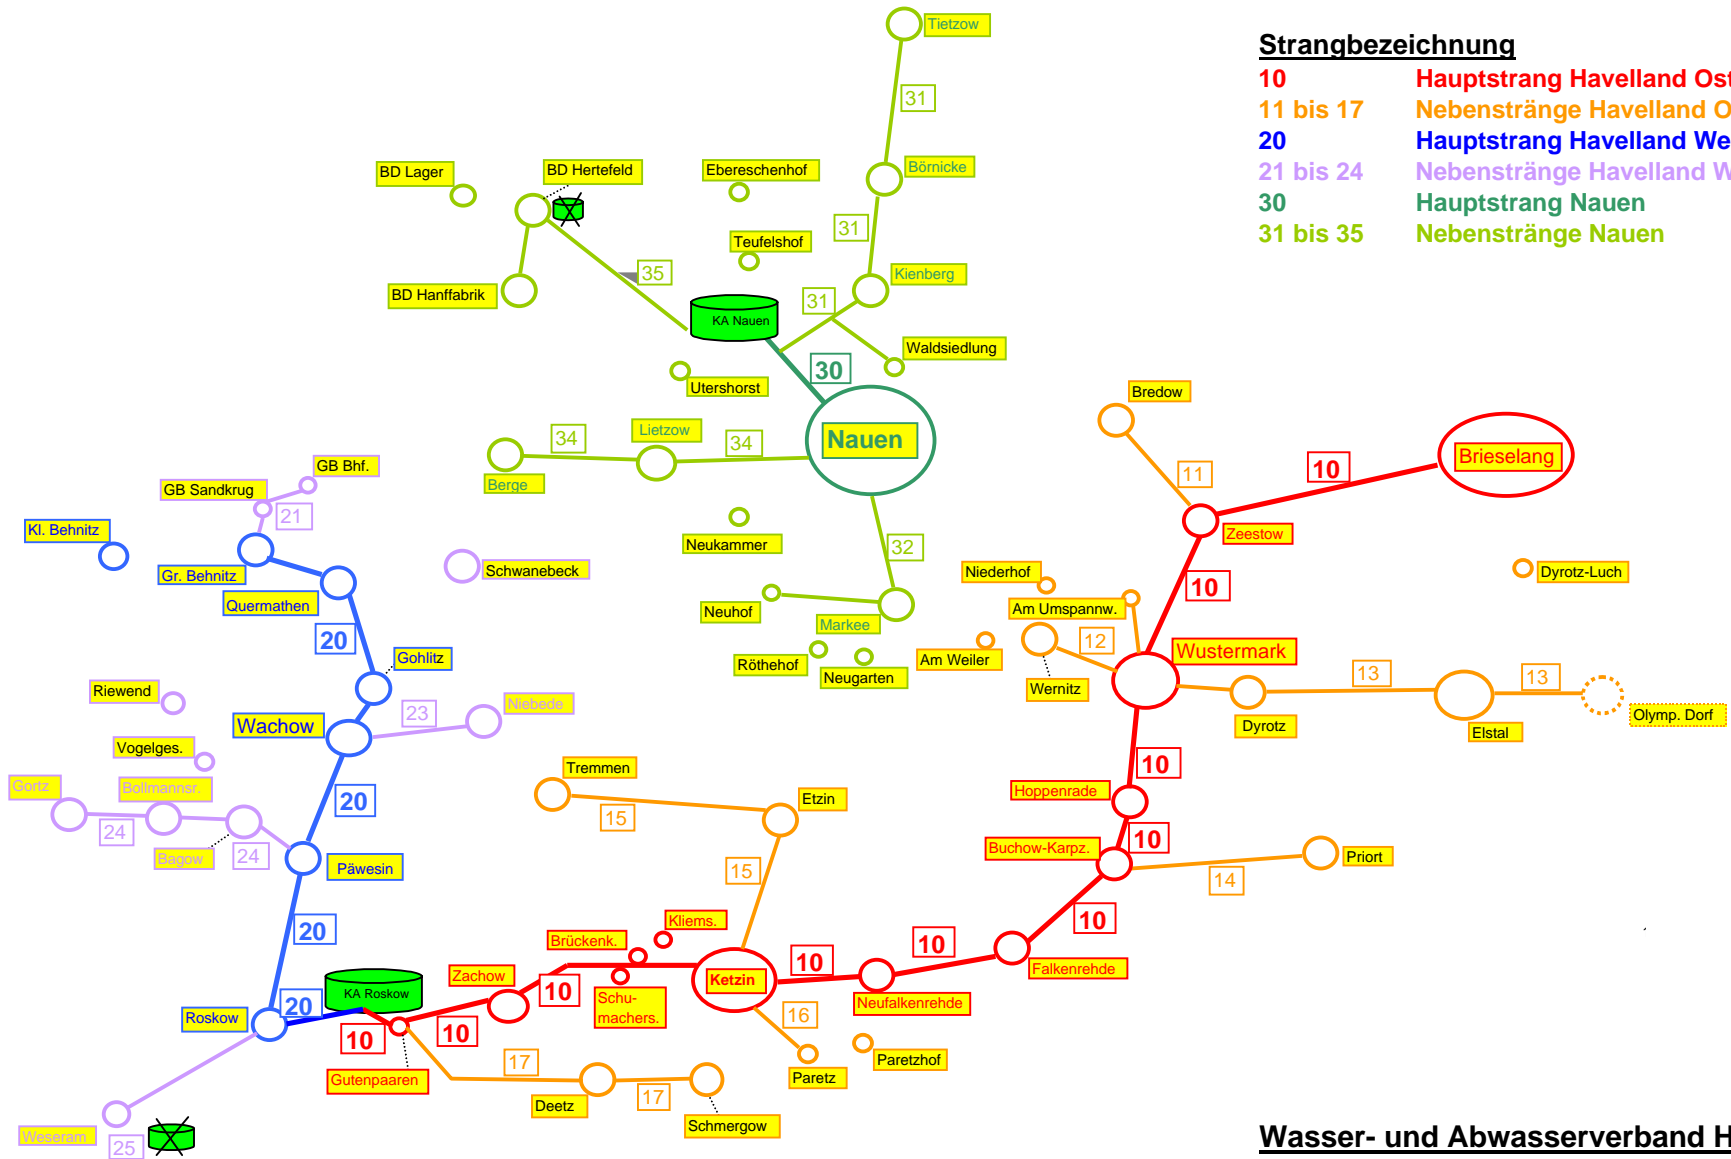 Tietzow
Strangbezeichnung
10 Hauptstrang Havelland Ost
11 bis 17 Nebenstränge Havelland O
20 Hauptstrang Havelland We
21 bis 24 Nebenstränge Havelland W
30 Hauptstrang Nauen
31 bis 35 Nebenstränge Nauen
31
BD Lager
BD Hertefeld
Ebereschenhof
Börnicke
31
Teufelshof
35
Kienberg
BD Hanffabrik
31
KA Nauen
Waldsiedlung
30
Utershorst
Bredow
Lietzow
34
34
Nauen
Brieselang
10
GB Bhf.
GB Sandkrug
Berge
11
21
Kl. Behnitz
Zeestow
Neukammer
32
Gr. Behnitz
Schwanebeck
Niederhof
Dyrotz-Luch
10
Quermathen
Neuhof
Am Umspannw.
Markee
20
12
Gohlitz
Röthehof
Am Weiler
Wustermark
Neugarten
13
13
Wernitz
Riewend
Niebede
23
Wachow
Olymp. Dorf
Dyrotz
Elstal
Vogelges.
Tremmen
10
Gortz
Bollmannsr.
20
Hoppenrade
Etzin
15
24
10
Bagow
24
Buchow-Karpz.
Priort
Päwesin
15
14
Kliems.
10
20
Brückenk.
10
10
Zachow
Ketzin
Falkenrehde
KA Roskow
10
Schu-
machers.
Neufalkenrehde
20
Roskow
16
10
10
Paretzhof
17
Gutenpaaren
Paretz
17
Deetz
Schmergow
Weseram
25
Wasser- und Abwasserverband H